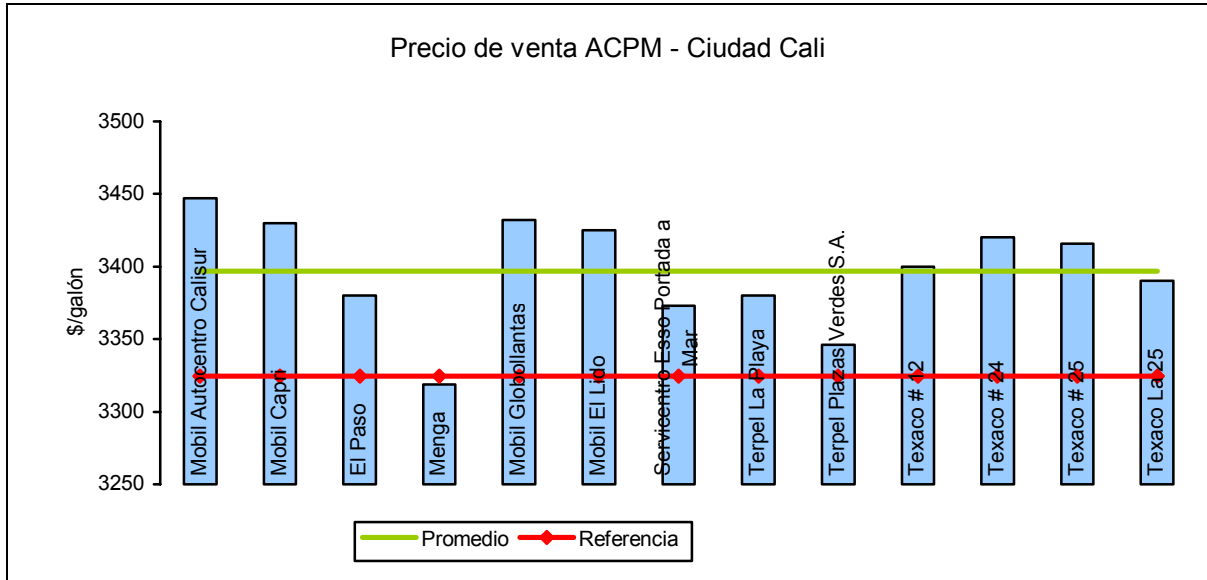 Precio de venta ACPM - Ciudad Cali
$/galón
3500
3450
3400
3350
3300
3250
Mobil Autocentro Calisur
Mobil Capri
El Paso
Menga
Mobil Globollantas
Mobil El Lido
Servicentro Esso Portada a
Mar
Terpel La Playa
Terpel Plazas Verdes S.A.
Texaco # 12
Texaco # 24
Texaco # 25
Texaco La 25
Promedio
Referencia